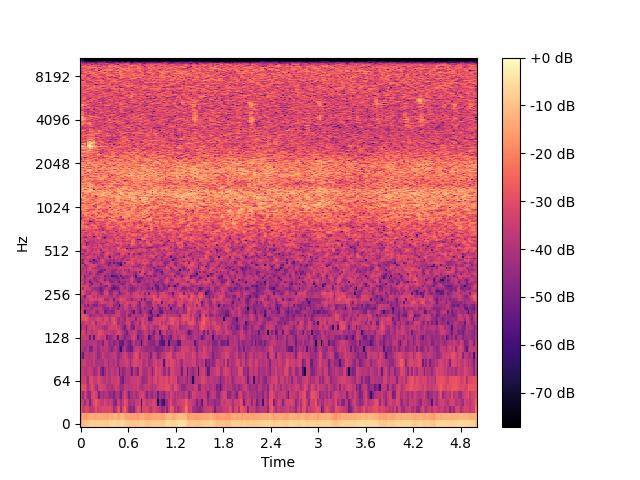 8192
4096
2048
1024
512
256
128
64
0
Hz
0 0.6 1.2 1.8 2.4 3 3.6 4.2 4.8
Time
+0 dB
-10 dB
-20 dB
-30 dB
-40 dB
-50 dB
-60 dB
-70 dB